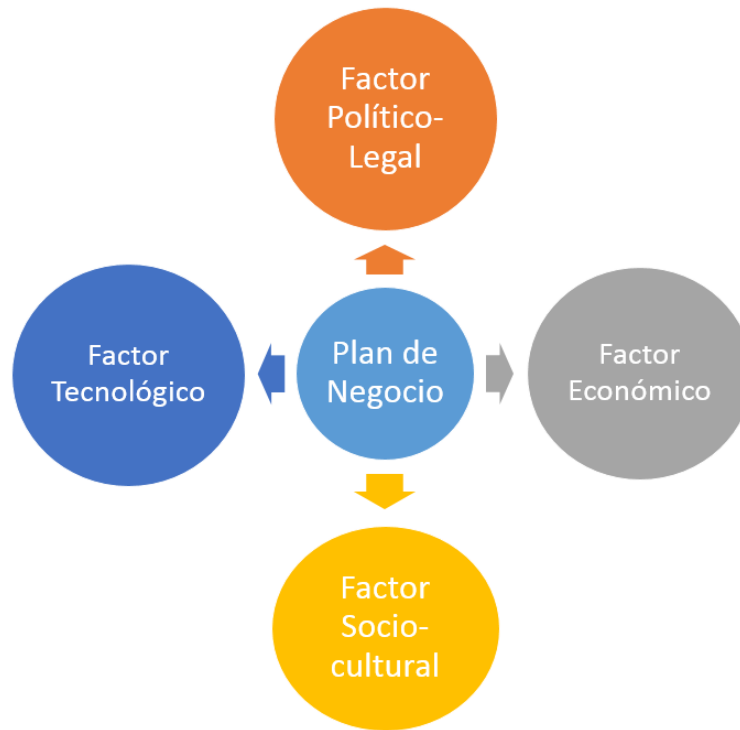 Factor
Político-
Legal
Factor
Tecnológico
Plan de
Negocio
Factor
Económico
Factor
Socio-
cultural